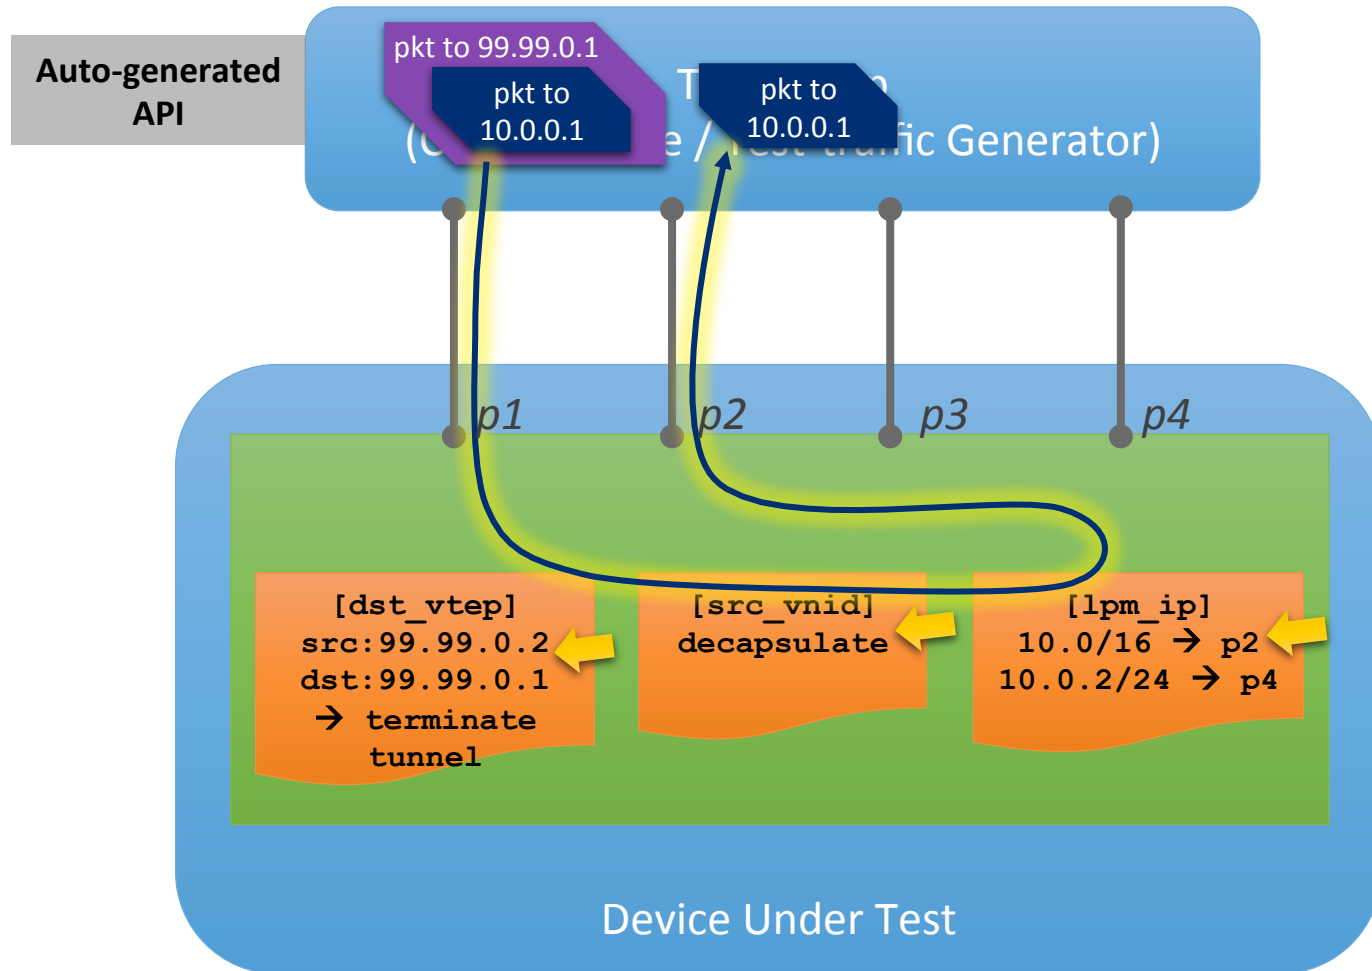 Auto-generated
API
pkt to 99.99.0.1
pkt to
10.0.0.1
pkt to
10.0.0.1
Generator)
p1
p2
p3
p4
[dst_vtep]
src:99.99.0.2
dst:99.99.0.1
→ terminate
tunnel
[src_vnid]
decapsulate
[lpm_ip]
10.0/16 → p2
10.0.2/24 → p4
Device Under Test